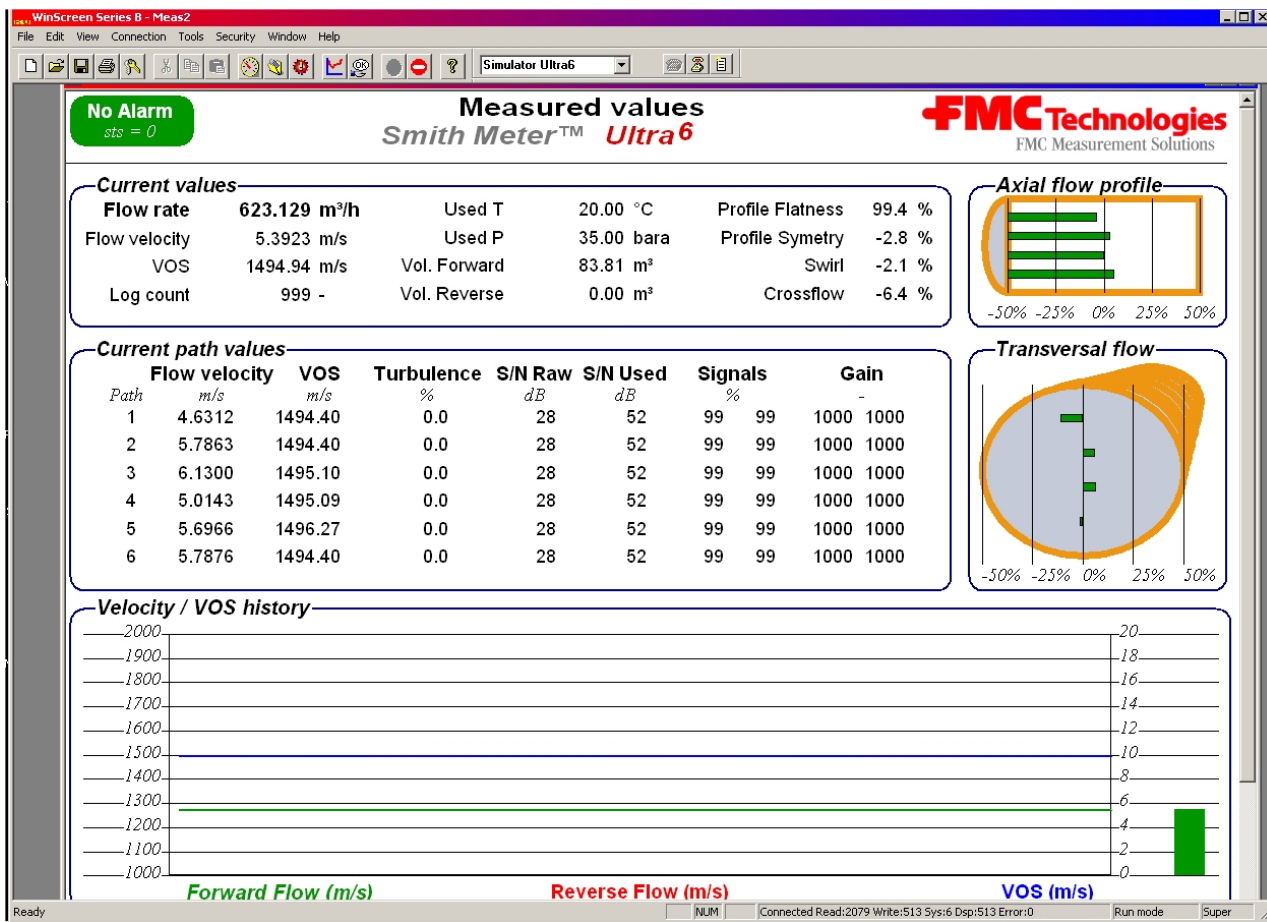 WinScreen Series B - Meas2
File Edit View Connection Tools Security Window Help
Simulator Ultra6
No Alarm
sts = 0
Measured values
Smith Meter™ Ultra6
FMC Technologies
FMC Measurement Solutions
Current values
Flow rate 623.129 m³/h Used T 20.00 °C Profile Flatness 99.4 %
Flow velocity 5.3923 m/s Used P 35.00 bara Profile Symetry -2.8 %
VOS 1494.94 m/s Vol. Forward 83.81 m³ Swirl -2.1 %
Log count 999 - Vol. Reverse 0.00 m³ Crossflow -6.4 %
Axial flow profile
-50% -25% 0% 25% 50%
Current path values
Flow velocity VOS Turbulence S/N Raw S/N Used Signals Gain
Path m/s m/s % dB dB % -
1 4.6312 1494.40 0.0 28 52 99 99 1000 1000
2 5.7863 1494.40 0.0 28 52 99 99 1000 1000
3 6.1300 1495.10 0.0 28 52 99 99 1000 1000
4 5.0143 1495.09 0.0 28 52 99 99 1000 1000
5 5.6966 1496.27 0.0 28 52 99 99 1000 1000
6 5.7876 1494.40 0.0 28 52 99 99 1000 1000
Transversal flow
-50% -25% 0% 25% 50%
Velocity / VOS history
2000 20
1900 18
1800 16
1700 14
1600 12
1500 10
1400 8
1300 6
1200 4
1100 2
1000 0
Forward Flow (m/s) Reverse Flow (m/s) VOS (m/s)
Ready NUM Connected Read:2079 Write:513 Sys:6 Dsp:513 Error:0 Run mode Super